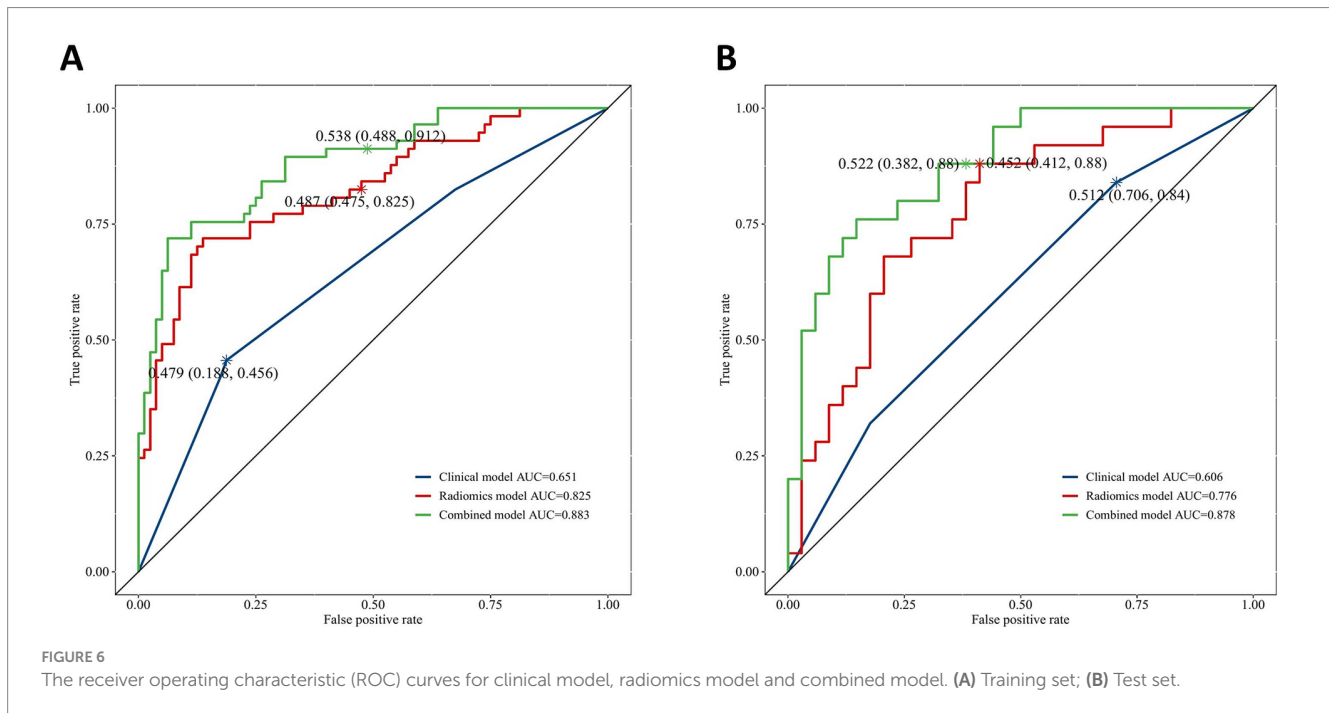 A
1.00
0.75
0.50
0.25
0.00
True positive rate
0.538 (0.488, 0.912)
0.487 (0.475, 0.825)
0.479 (0.188, 0.456)
Clinical model AUC=0.651
Radiomics model AUC=0.825
Combined model AUC=0.883
0.00 0.25 0.50 0.75 1.00
False positive rate
B
1.00
0.75
0.50
0.25
0.00
True positive rate
0.522 (0.382, 0.88)
0.452 (0.412, 0.88)
0.512 (0.706, 0.84)
Clinical model AUC=0.606
Radiomics model AUC=0.776
Combined model AUC=0.878
0.00 0.25 0.50 0.75 1.00
False positive rate
FIGURE 6
The receiver operating characteristic (ROC) curves for clinical model, radiomics model and combined model. (A) Training set; (B) Test set.